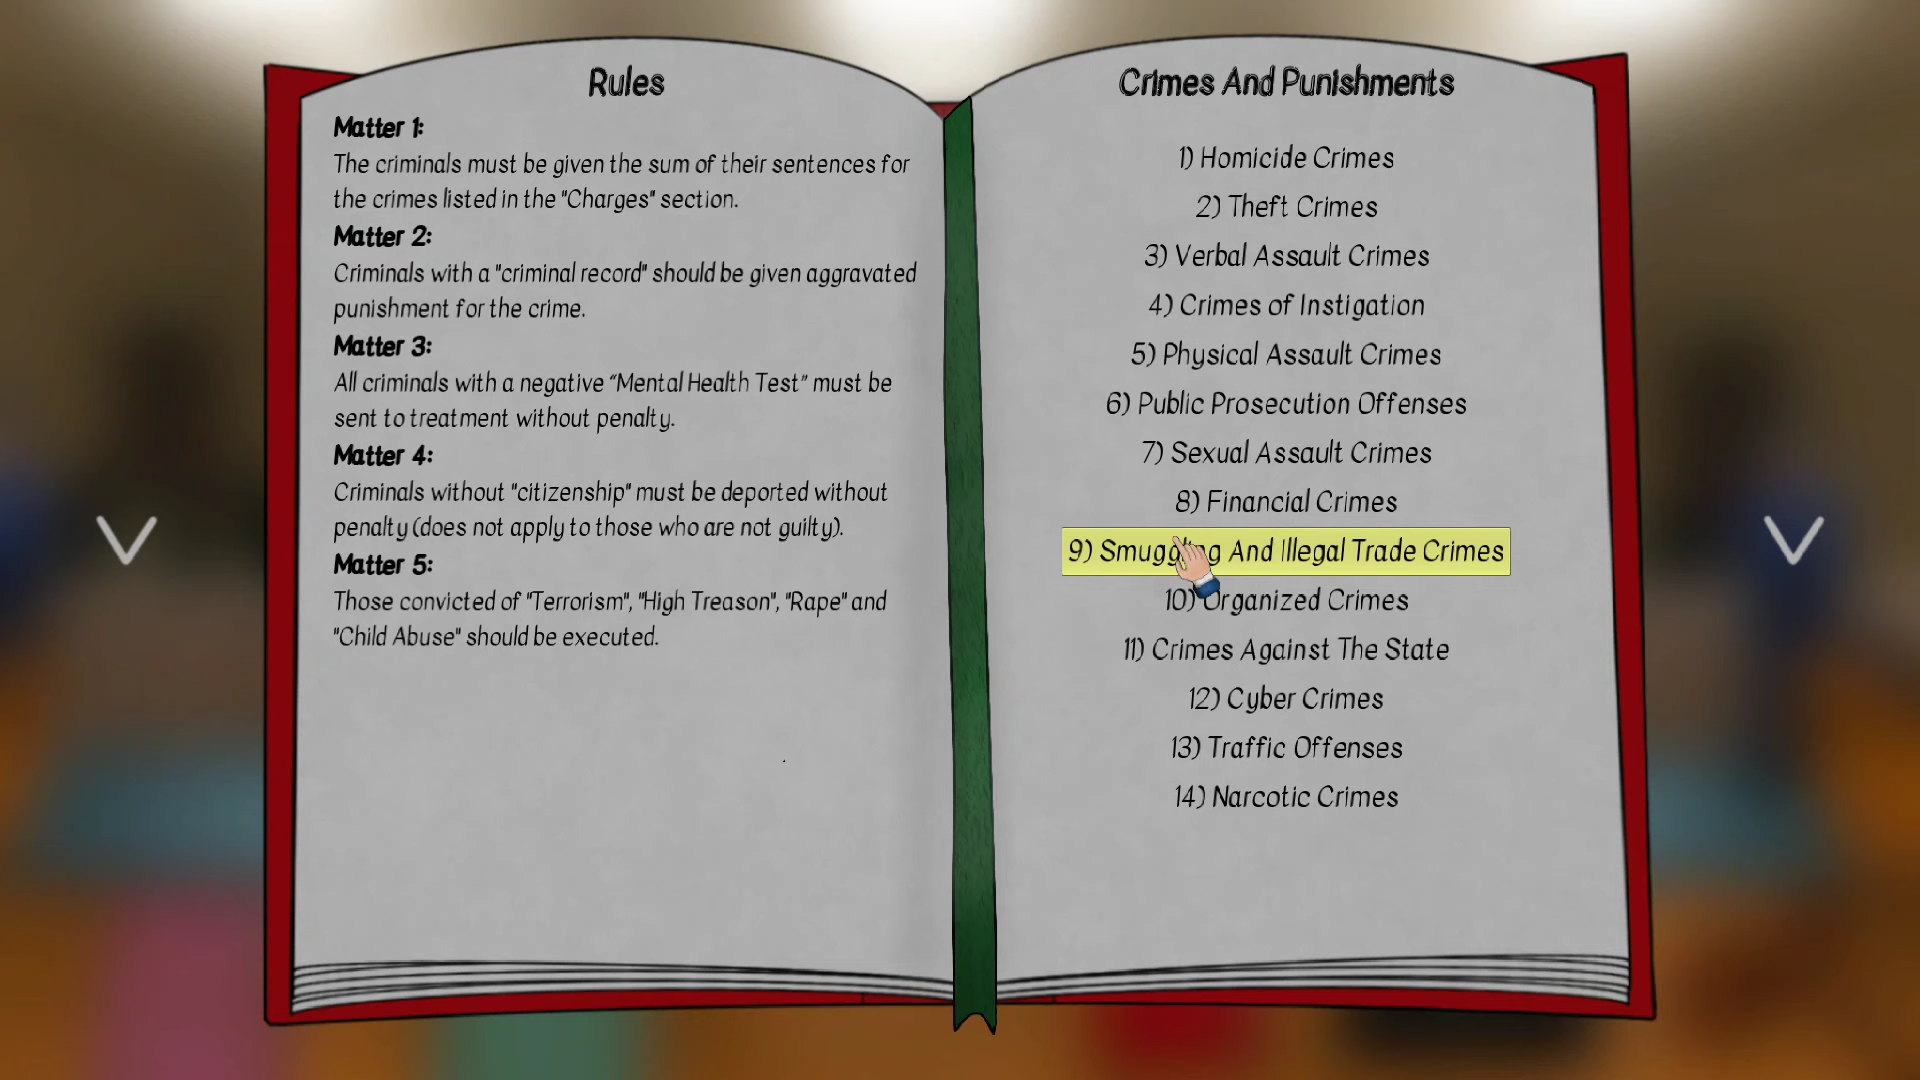 Rules
Matter 1:
The criminals must be given the sum of their sentences for
the crimes listed in the "Charges" section.
Matter 2:
Criminals with a "criminal record" should be given aggravated
punishment for the crime.
Matter 3:
All criminals with a negative “Mental Health Test” must be
sent to treatment without penalty.
Matter 4:
Criminals without "citizenship" must be deported without
penalty (does not apply to those who are not guilty).
Matter 5:
Those convicted of "Terrorism", "High Treason", "Rape" and
"Child Abuse" should be executed.
Crimes And Punishments
1) Homicide Crimes
2) Theft Crimes
3) Verbal Assault Crimes
4) Crimes of Instigation
5) Physical Assault Crimes
6) Public Prosecution Offenses
7) Sexual Assault Crimes
8) Financial Crimes
9) Smuggling And Illegal Trade Crimes
10) Organized Crimes
11) Crimes Against The State
12) Cyber Crimes
13) Traffic Offenses
14) Narcotic Crimes